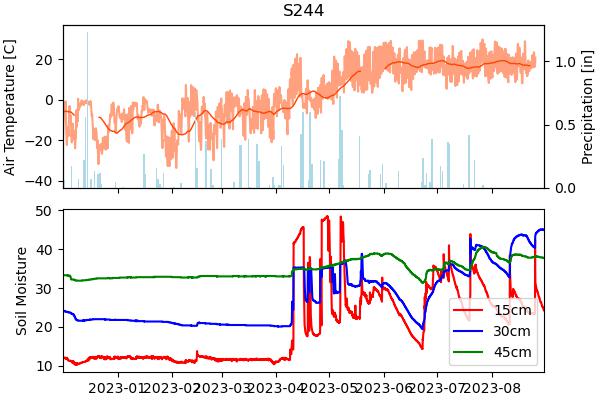 S244
Air Temperature [C]
20
0
−20
−40
Precipitation [in]
1.0
0.5
0.0
Soil Moisture
50
40
30
20
10
15cm
30cm
45cm
2023-01 2023-02 2023-03 2023-04 2023-05 2023-06 2023-07 2023-08